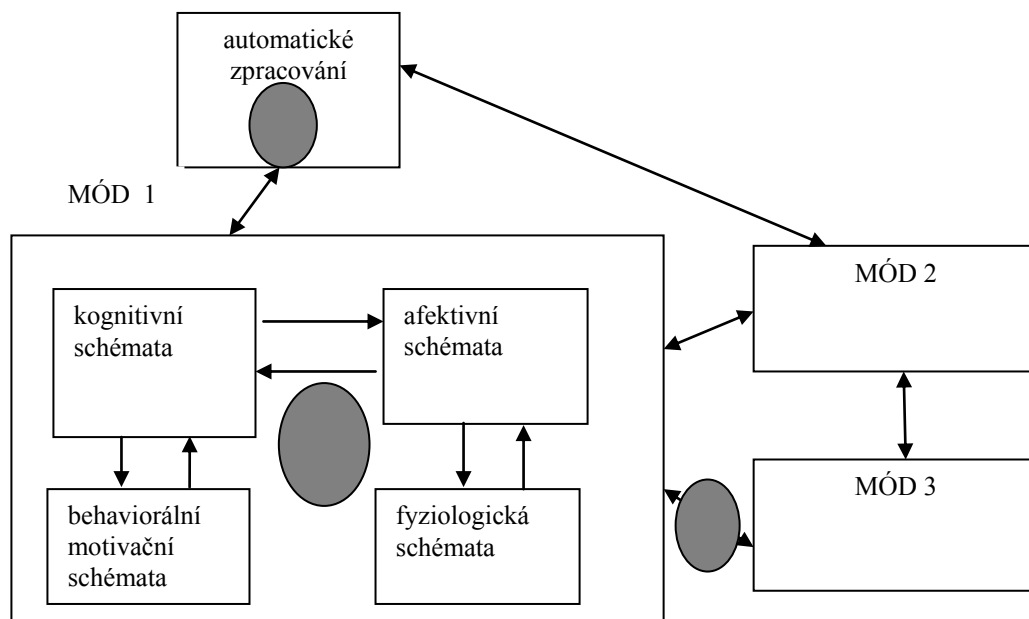 automatické
zpracování
MÓD 1
MÓD 2
kognitivní
schémata
afektivní
schémata
MÓD 3
behaviorální
motivační
schémata
fyziologická
schémata